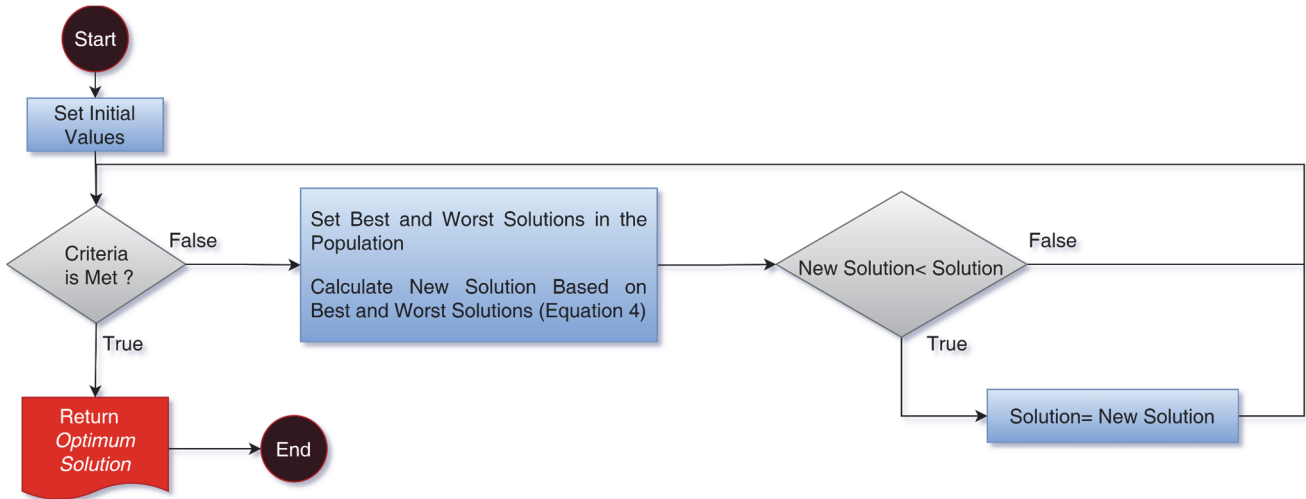 Start
Set Initial
Values
Criteria
is Met ?
False
True
Set Best and Worst Solutions in the
Population
Calculate New Solution Based on
Best and Worst Solutions (Equation 4)
New Solution< Solution
False
True
Solution= New Solution
Return
Optimum
Solution
End